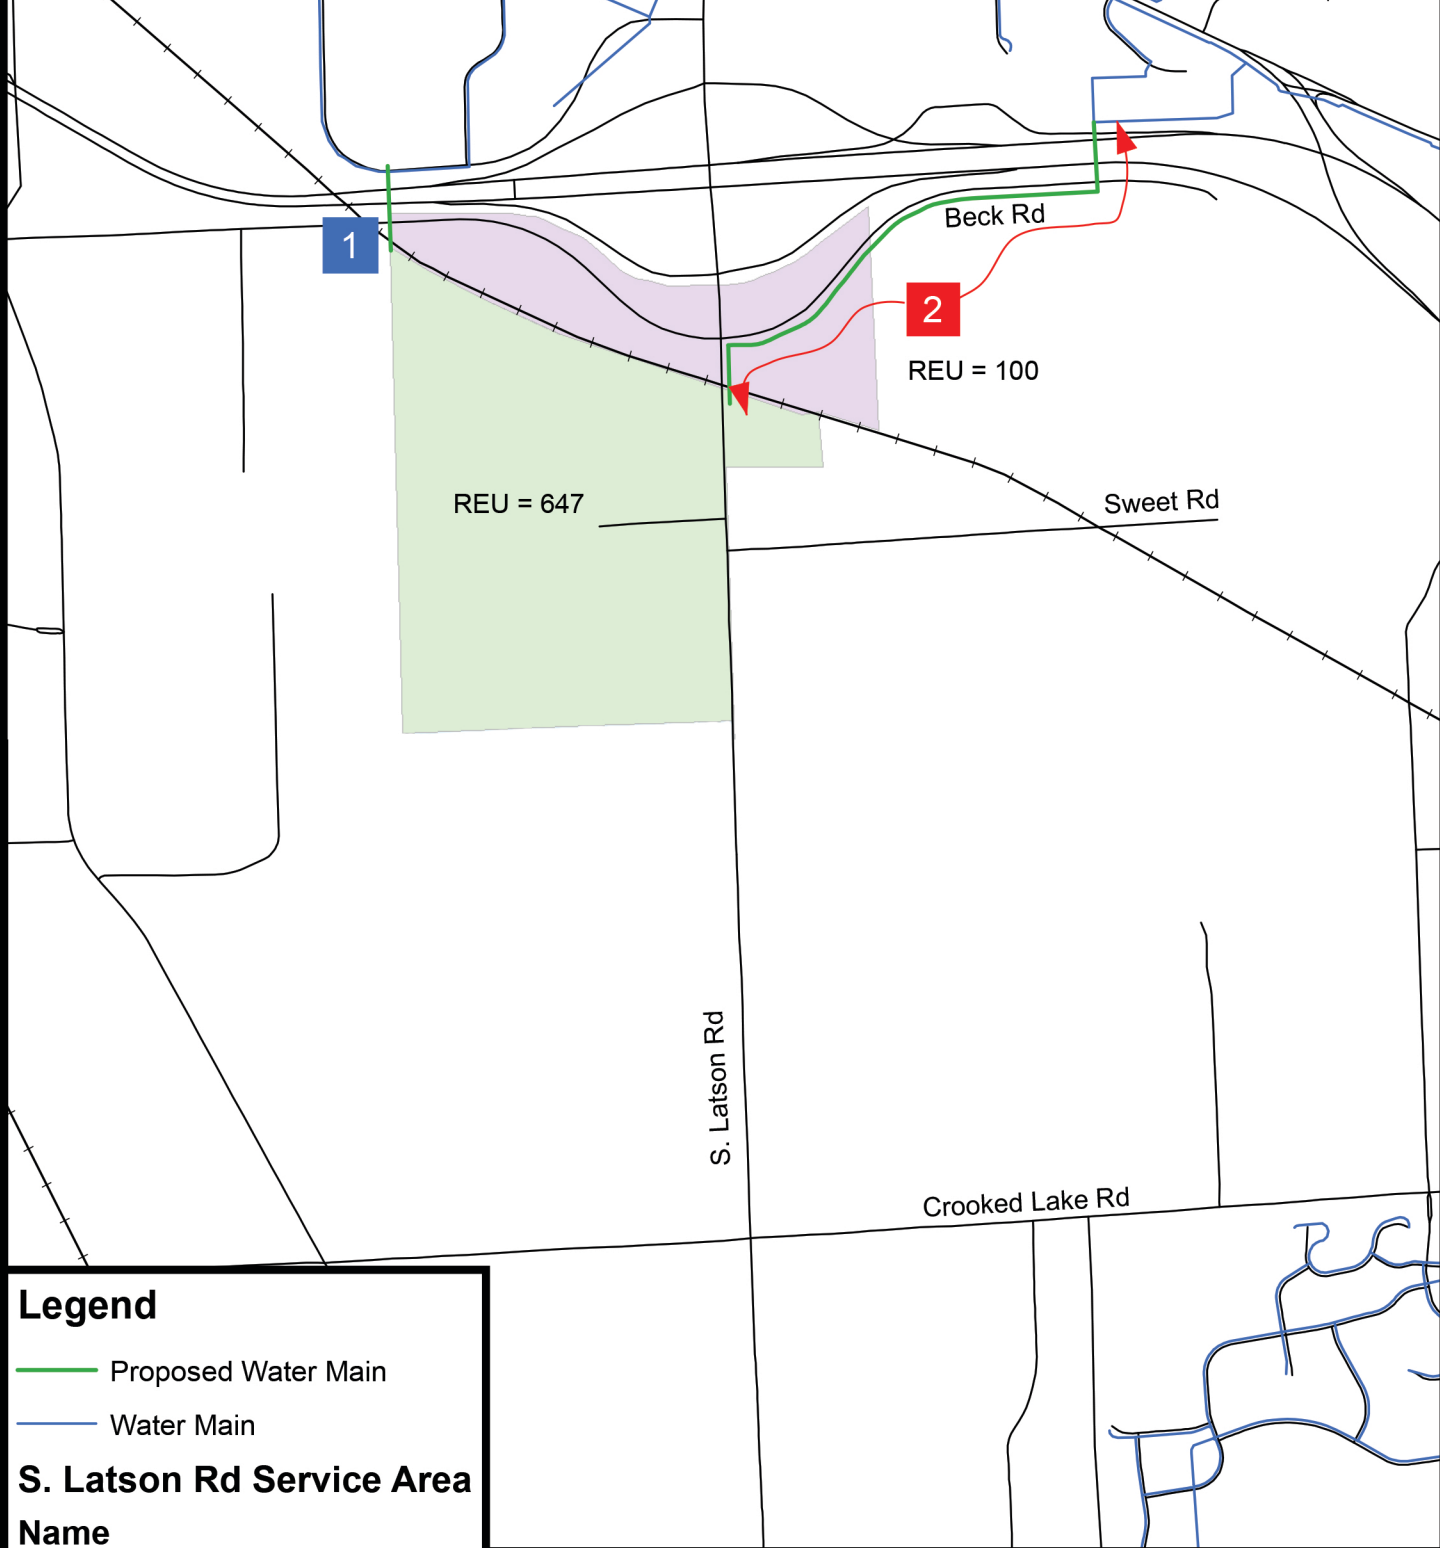 1
Beck Rd
2
REU = 100
REU = 647
Sweet Rd
S. Latson Rd
Crooked Lake Rd
Legend
Proposed Water Main
Water Main
S. Latson Rd Service Area
Name